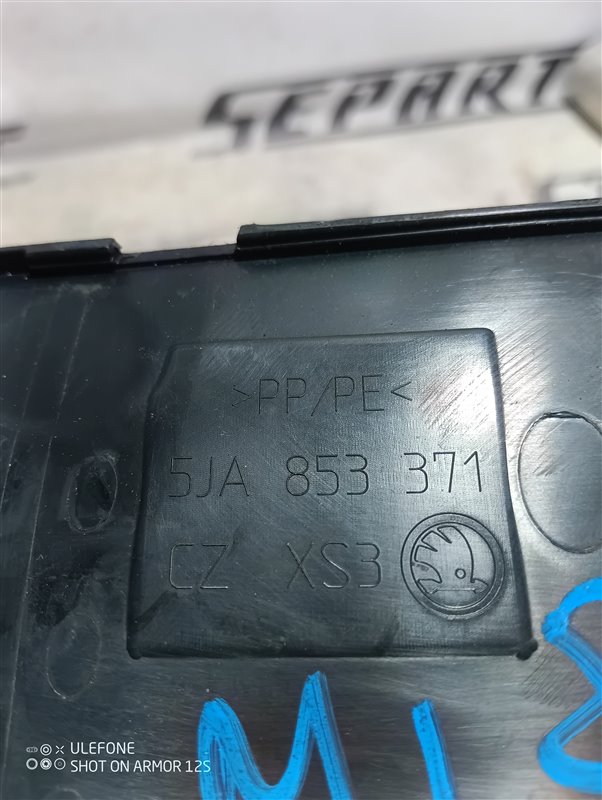 SEPART
>PP/PE<
5JA 853 371
CZ XS3
ULEFONE
SHOT ON ARMOR 12S